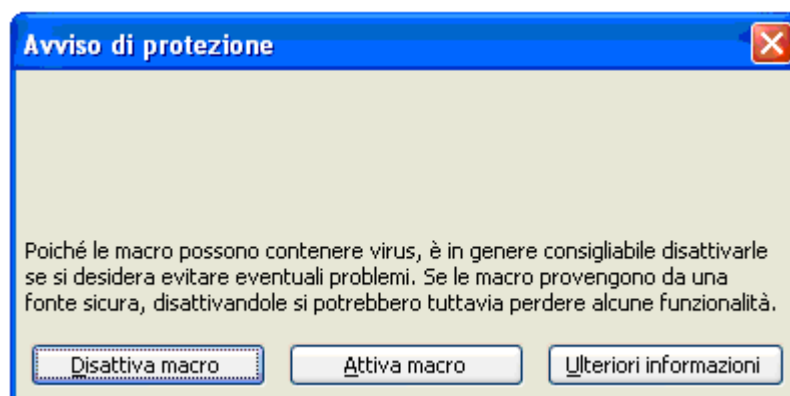 Avviso di protezione
Poiché le macro possono contenere virus, è in genere consigliabile disattivarle
se si desidera evitare eventuali problemi. Se le macro provengono da una
fonte sicura, disattivandole si potrebbero tuttavia perdere alcune funzionalità.
Disattiva macro Attiva macro Ulteriori informazioni